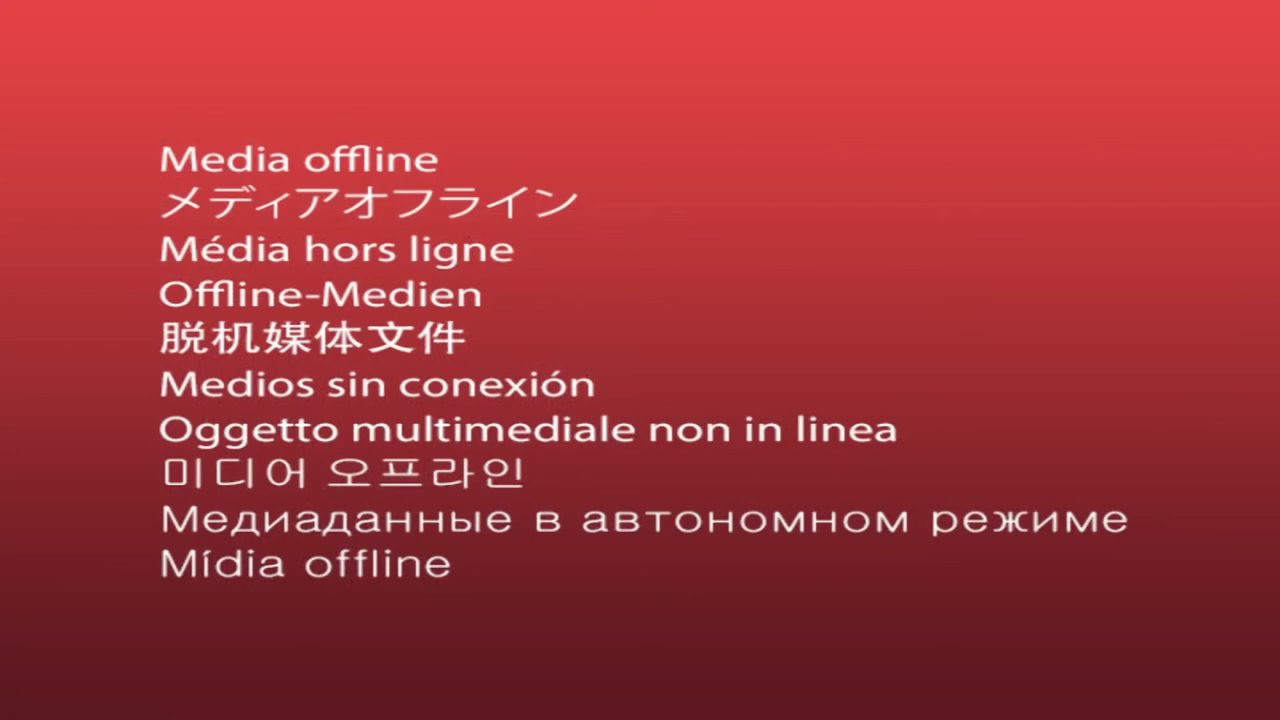 Media offline
メディアオフライン
Média hors ligne
Offline-Medien
脱机媒体文件
Medios sin conexión
Oggetto multimediale non in linea
미디어 오프라인
Медиаданные в автономном режиме
Mídia offline